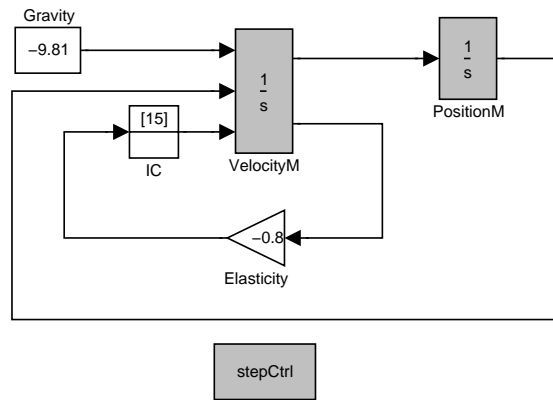 Gravity
−9.81
1
s
VelocityM
1
s
PositionM
[15]
IC
−0.8
Elasticity
stepCtrl